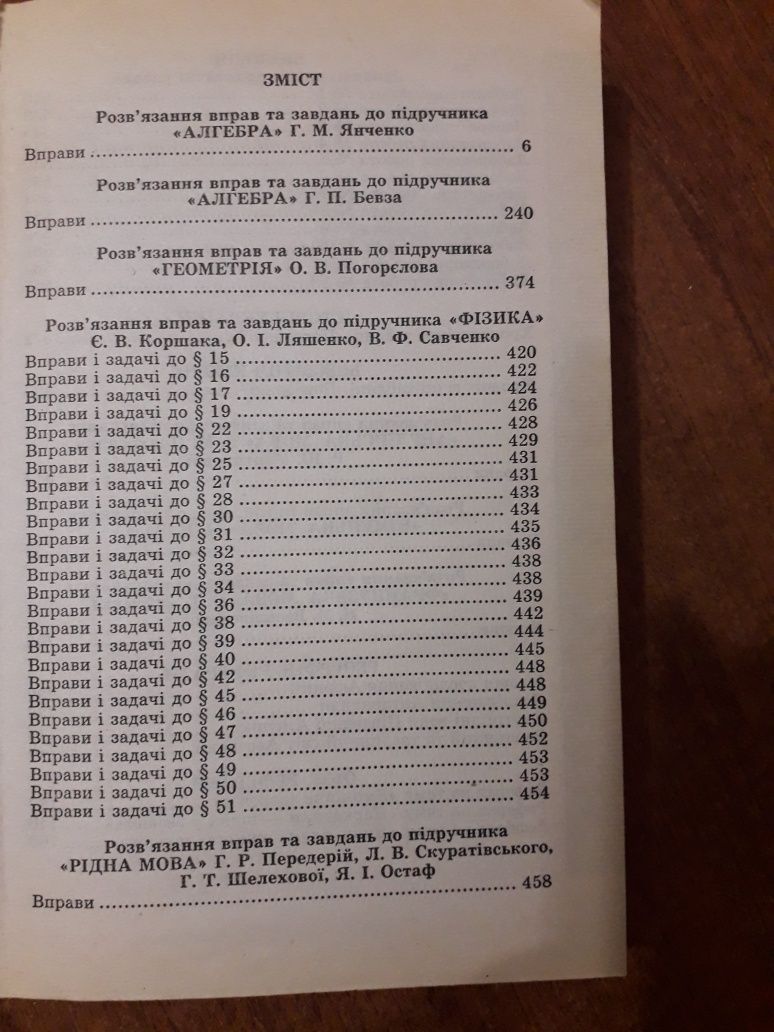 ЗМІСТ
Розв’язання вправ та завдань до підручника
«АЛГЕБРА» Г. М. Янченко
Вправи ........ 6
Розв’язання вправ та завдань до підручника
«АЛГЕБРА» Г. П. Бевза
Вправи ........ 240
Розв’язання вправ та завдань до підручника
«ГЕОМЕТРІЯ» О. В. Погорєлова
Вправи ........ 374
Розв’язання вправ та завдань до підручника «ФІЗИКА»
Є. В. Коршака, О. І. Ляшенко, В. Ф. Савченко
Вправи і задачі до § 15 ........ 420
Вправи і задачі до § 16 ........ 422
Вправи і задачі до § 17 ........ 424
Вправи і задачі до § 19 ........ 426
Вправи і задачі до § 22 ........ 428
Вправи і задачі до § 23 ........ 429
Вправи і задачі до § 25 ........ 431
Вправи і задачі до § 27 ........ 431
Вправи і задачі до § 28 ........ 433
Вправи і задачі до § 30 ........ 434
Вправи і задачі до § 31 ........ 435
Вправи і задачі до § 32 ........ 436
Вправи і задачі до § 33 ........ 438
Вправи і задачі до § 34 ........ 438
Вправи і задачі до § 36 ........ 439
Вправи і задачі до § 38 ........ 442
Вправи і задачі до § 39 ........ 444
Вправи і задачі до § 40 ........ 445
Вправи і задачі до § 42 ........ 448
Вправи і задачі до § 45 ........ 448
Вправи і задачі до § 46 ........ 449
Вправи і задачі до § 47 ........ 450
Вправи і задачі до § 48 ........ 452
Вправи і задачі до § 49 ........ 453
Вправи і задачі до § 50 ........ 453
Вправи і задачі до § 51 ........ 454
Розв’язання вправ та завдань до підручника
«РІДНА МОВА» Г. Р. Передерій, Л. В. Скуратівського,
Г. Т. Шелехової, Я. І. Остаф
Вправи ........ 458